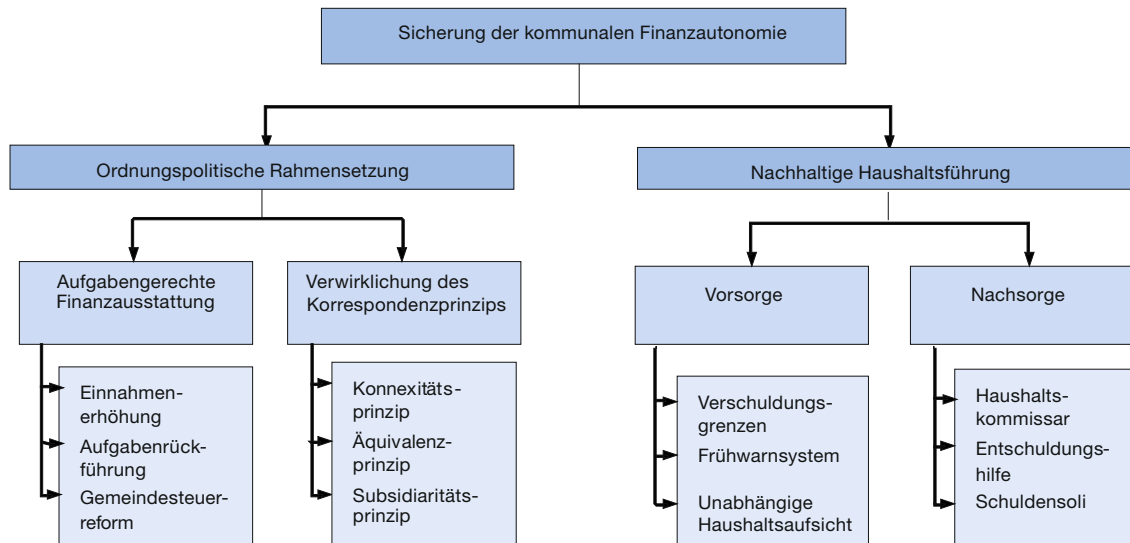 Sicherung der kommunalen Finanzautonomie
Ordnungspolitische Rahmensetzung
Nachhaltige Haushaltsführung
Aufgabengerechte
Finanzausstattung
Verwirklichung des
Korrespondenzprinzips
Vorsorge
Nachsorge
Einnahmen-
erhöhung
Aufgabenrück-
führung
Gemeindesteuer-
reform
Konnexitäts-
prinzip
Äquivalenz-
prinzip
Subsidiaritäts-
prinzip
Verschuldungs-
grenzen
Frühwarnsystem
Unabhängige
Haushaltsaufsicht
Haushalts-
kommissar
Entschuldungs-
hilfe
Schuldensoli